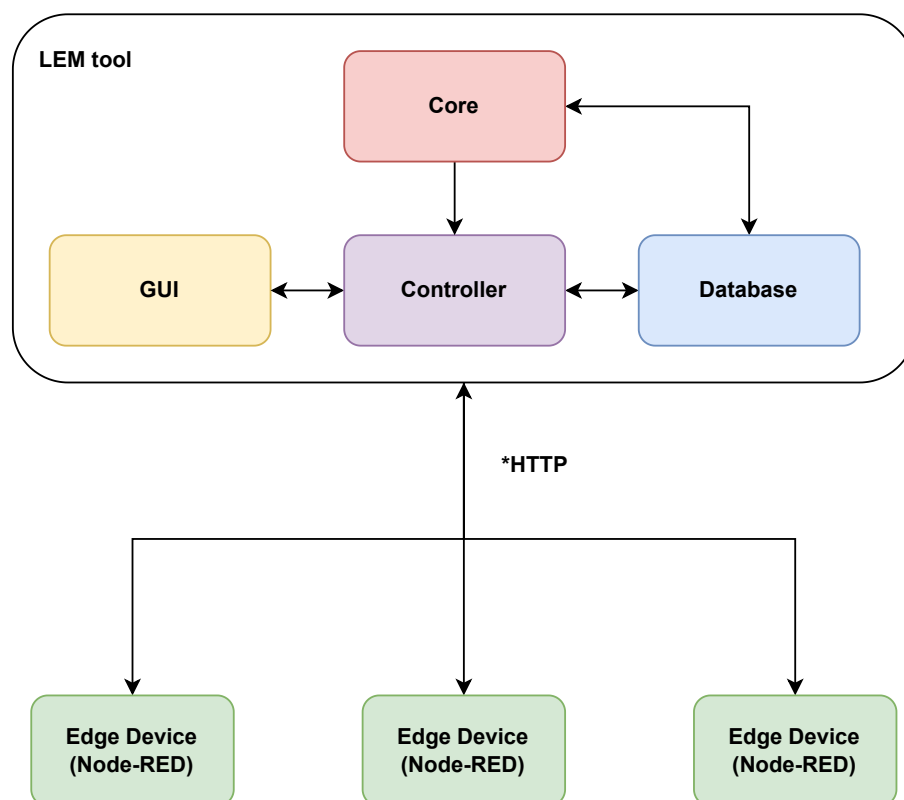 LEM tool
Core
GUI
Controller
Database
*HTTP
Edge Device
(Node-RED)
Edge Device
(Node-RED)
Edge Device
(Node-RED)